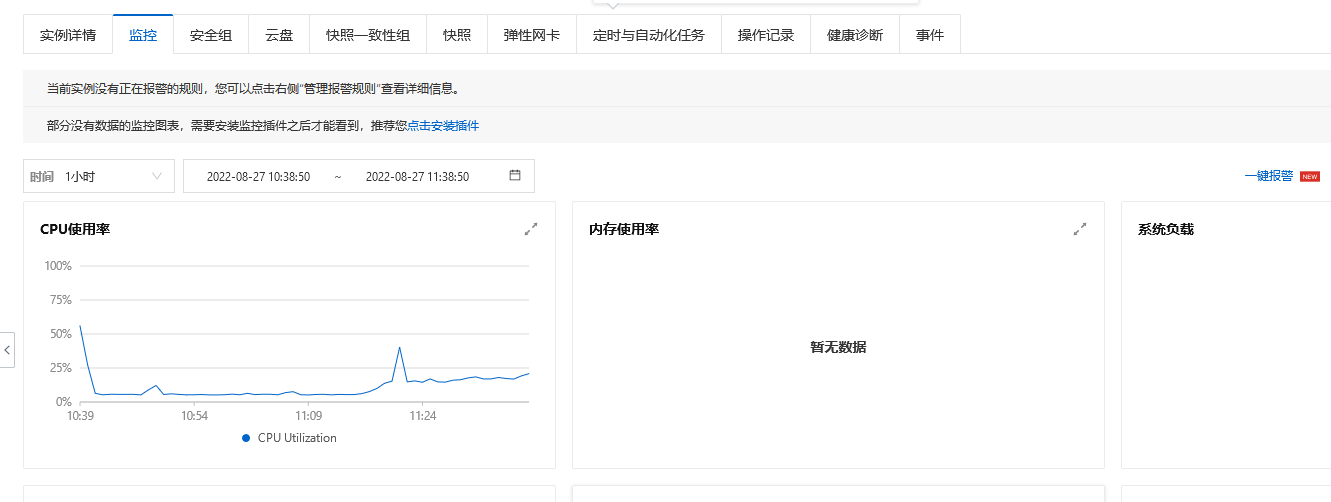 实例详情 监控 安全组 云盘 快照一致性组 快照 弹性网卡 定时与自动化任务 操作记录 健康诊断 事件
当前实例没有正在报警的规则，您可以点击右侧"管理报警规则"查看详细信息。
部分没有数据的监控图表，需要安装监控插件之后才能看到，推荐您点击安装插件
时间 1小时 2022-08-27 10:38:50 ~ 2022-08-27 11:38:50 一键报警 NEW
CPU使用率
100%
75%
50%
25%
0%
10:39 10:54 11:09 11:24
CPU Utilization
内存使用率
暂无数据
系统负载